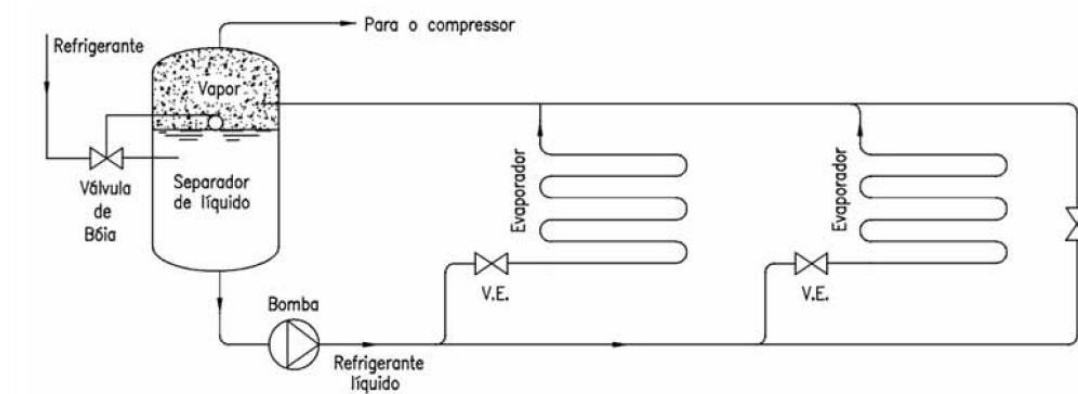 Para o compressor
Refrigerante
Vapor
Válvula
de
Bóia
Separador
de líquido
Evaporador
Evaporador
V.E.
V.E.
Bomba
Refrigerante
líquido